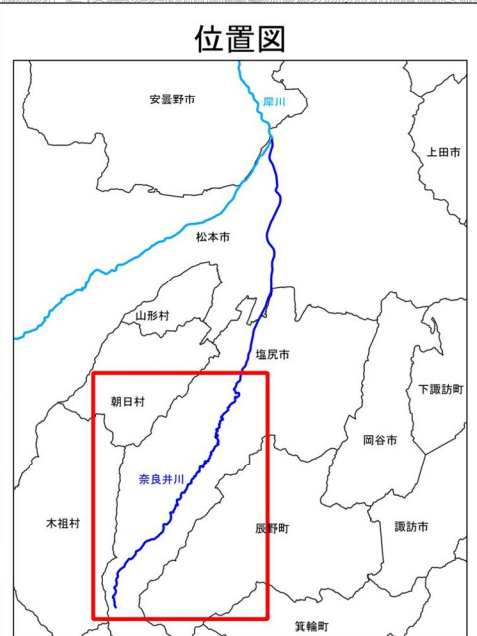 位置図
安曇野市
犀川
上田市
松本市
山形村
塩尻市
下諏訪町
朝日村
岡谷市
奈良井川
木祖村
辰野町
諏訪市
箕輪町